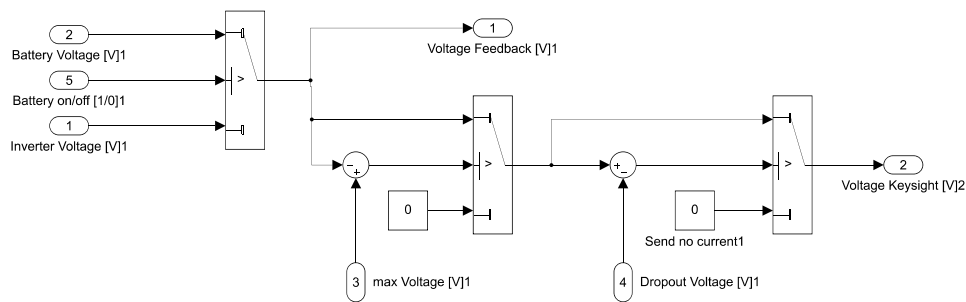 2
Battery Voltage [V]1
5
Battery on/off [1/0]1
1
Inverter Voltage [V]1
>
1
Voltage Feedback [V]1
−
+
>
0
3
max Voltage [V]1
+
−
>
0
Send no current1
4
Dropout Voltage [V]1
2
Voltage Keysight [V]2